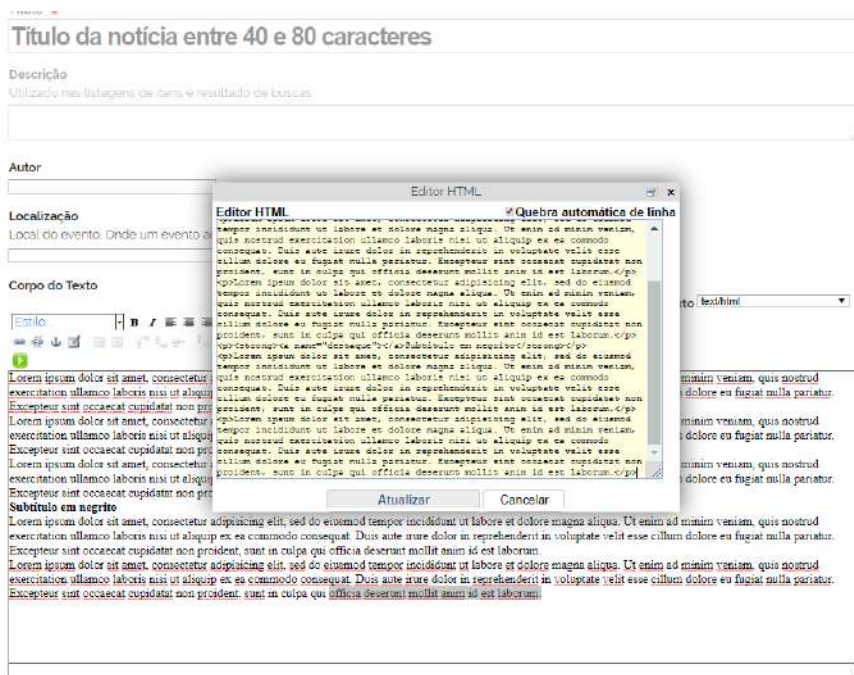 Título
Título da notícia entre 40 e 80 caracteres
Descrição
Utilizado nas listagens de itens e resultado de buscas
Autor
Localização
Local do evento. Onde um evento
Corpo do Texto
Estilo
B I
text/html
Editor HTML
Editor HTML
Quebra automática de linha
tempor incididunt ut labore et dolore magna aliqua. Ut enim ad minim veniam,
quis nostrud exercitation ullamco laboris nisi ut aliquip ex ea commodo
consequat. Duis aute irure dolor in reprehenderit in voluptate velit esse
cillum dolore eu fugiat nulla pariatur. Excepteur sint occaecat cupidatat non
proident, sunt in culpa qui officia deserunt mollit anim id est laborum.</p>
<p>Lorem ipsum dolor sit amet, consectetur adipisicing elit, sed do eiusmod
tempor incididunt ut labore et dolore magna aliqua. Ut enim ad minim veniam,
quis nostrud exercitation ullamco laboris nisi ut aliquip ex ea commodo
consequat. Duis aute irure dolor in reprehenderit in voluptate velit esse
cillum dolore eu fugiat nulla pariatur. Excepteur sint occaecat cupidatat non
proident, sunt in culpa qui officia deserunt mollit anim id est laborum.</p>
<p><strong><a name="destaque"></a>Subtítulo em negrito</strong></p>
<p>Lorem ipsum dolor sit amet, consectetur adipisicing elit, sed do eiusmod
tempor incididunt ut labore et dolore magna aliqua. Ut enim ad minim veniam,
quis nostrud exercitation ullamco laboris nisi ut aliquip ex ea commodo
consequat. Duis aute irure dolor in reprehenderit in voluptate velit esse
cillum dolore eu fugiat nulla pariatur. Excepteur sint occaecat cupidatat non
proident, sunt in culpa qui officia deserunt mollit anim id est laborum.</p>
<p>Lorem ipsum dolor sit amet, consectetur adipisicing elit, sed do eiusmod
tempor incididunt ut labore et dolore magna aliqua. Ut enim ad minim veniam,
quis nostrud exercitation ullamco laboris nisi ut aliquip ex ea commodo
consequat. Duis aute irure dolor in reprehenderit in voluptate velit esse
cillum dolore eu fugiat nulla pariatur. Excepteur sint occaecat cupidatat non
proident, sunt in culpa qui officia deserunt mollit anim id est laborum.</p>
Atualizar Cancelar
Lorem ipsum dolor sit amet, consectetur minim veniam, quis nostrud
exercitation ullamco laboris nisi ut dolore eu fugiat nulla pariatur.
Excepteur sint occaecat cupidatat non
Lorem ipsum dolor sit amet, consectetur minim veniam, quis nostrud
exercitation ullamco laboris nisi ut dolore eu fugiat nulla pariatur.
Excepteur sint occaecat cupidatat non
Lorem ipsum dolor sit amet, consectetur minim veniam, quis nostrud
exercitation ullamco laboris nisi ut dolore eu fugiat nulla pariatur.
Excepteur sint occaecat cupidatat non
Subtítulo em negrito
Lorem ipsum dolor sit amet, consectetur adipisicing elit, sed do eiusmod tempor incididunt ut labore et dolore magna aliqua. Ut enim ad minim veniam, quis nostrud
exercitation ullamco laboris nisi ut aliquip ex ea commodo consequat. Duis aute irure dolor in reprehenderit in voluptate velit esse cillum dolore eu fugiat nulla pariatur.
Excepteur sint occaecat cupidatat non proident, sunt in culpa qui officia deserunt mollit anim id est laborum.
Lorem ipsum dolor sit amet, consectetur adipisicing elit, sed do eiusmod tempor incididunt ut labore et dolore magna aliqua. Ut enim ad minim veniam, quis nostrud
exercitation ullamco laboris nisi ut aliquip ex ea commodo consequat. Duis aute irure dolor in reprehenderit in voluptate velit esse cillum dolore eu fugiat nulla pariatur.
Excepteur sint occaecat cupidatat non proident, sunt in culpa qui officia deserunt mollit anim id est laborum.